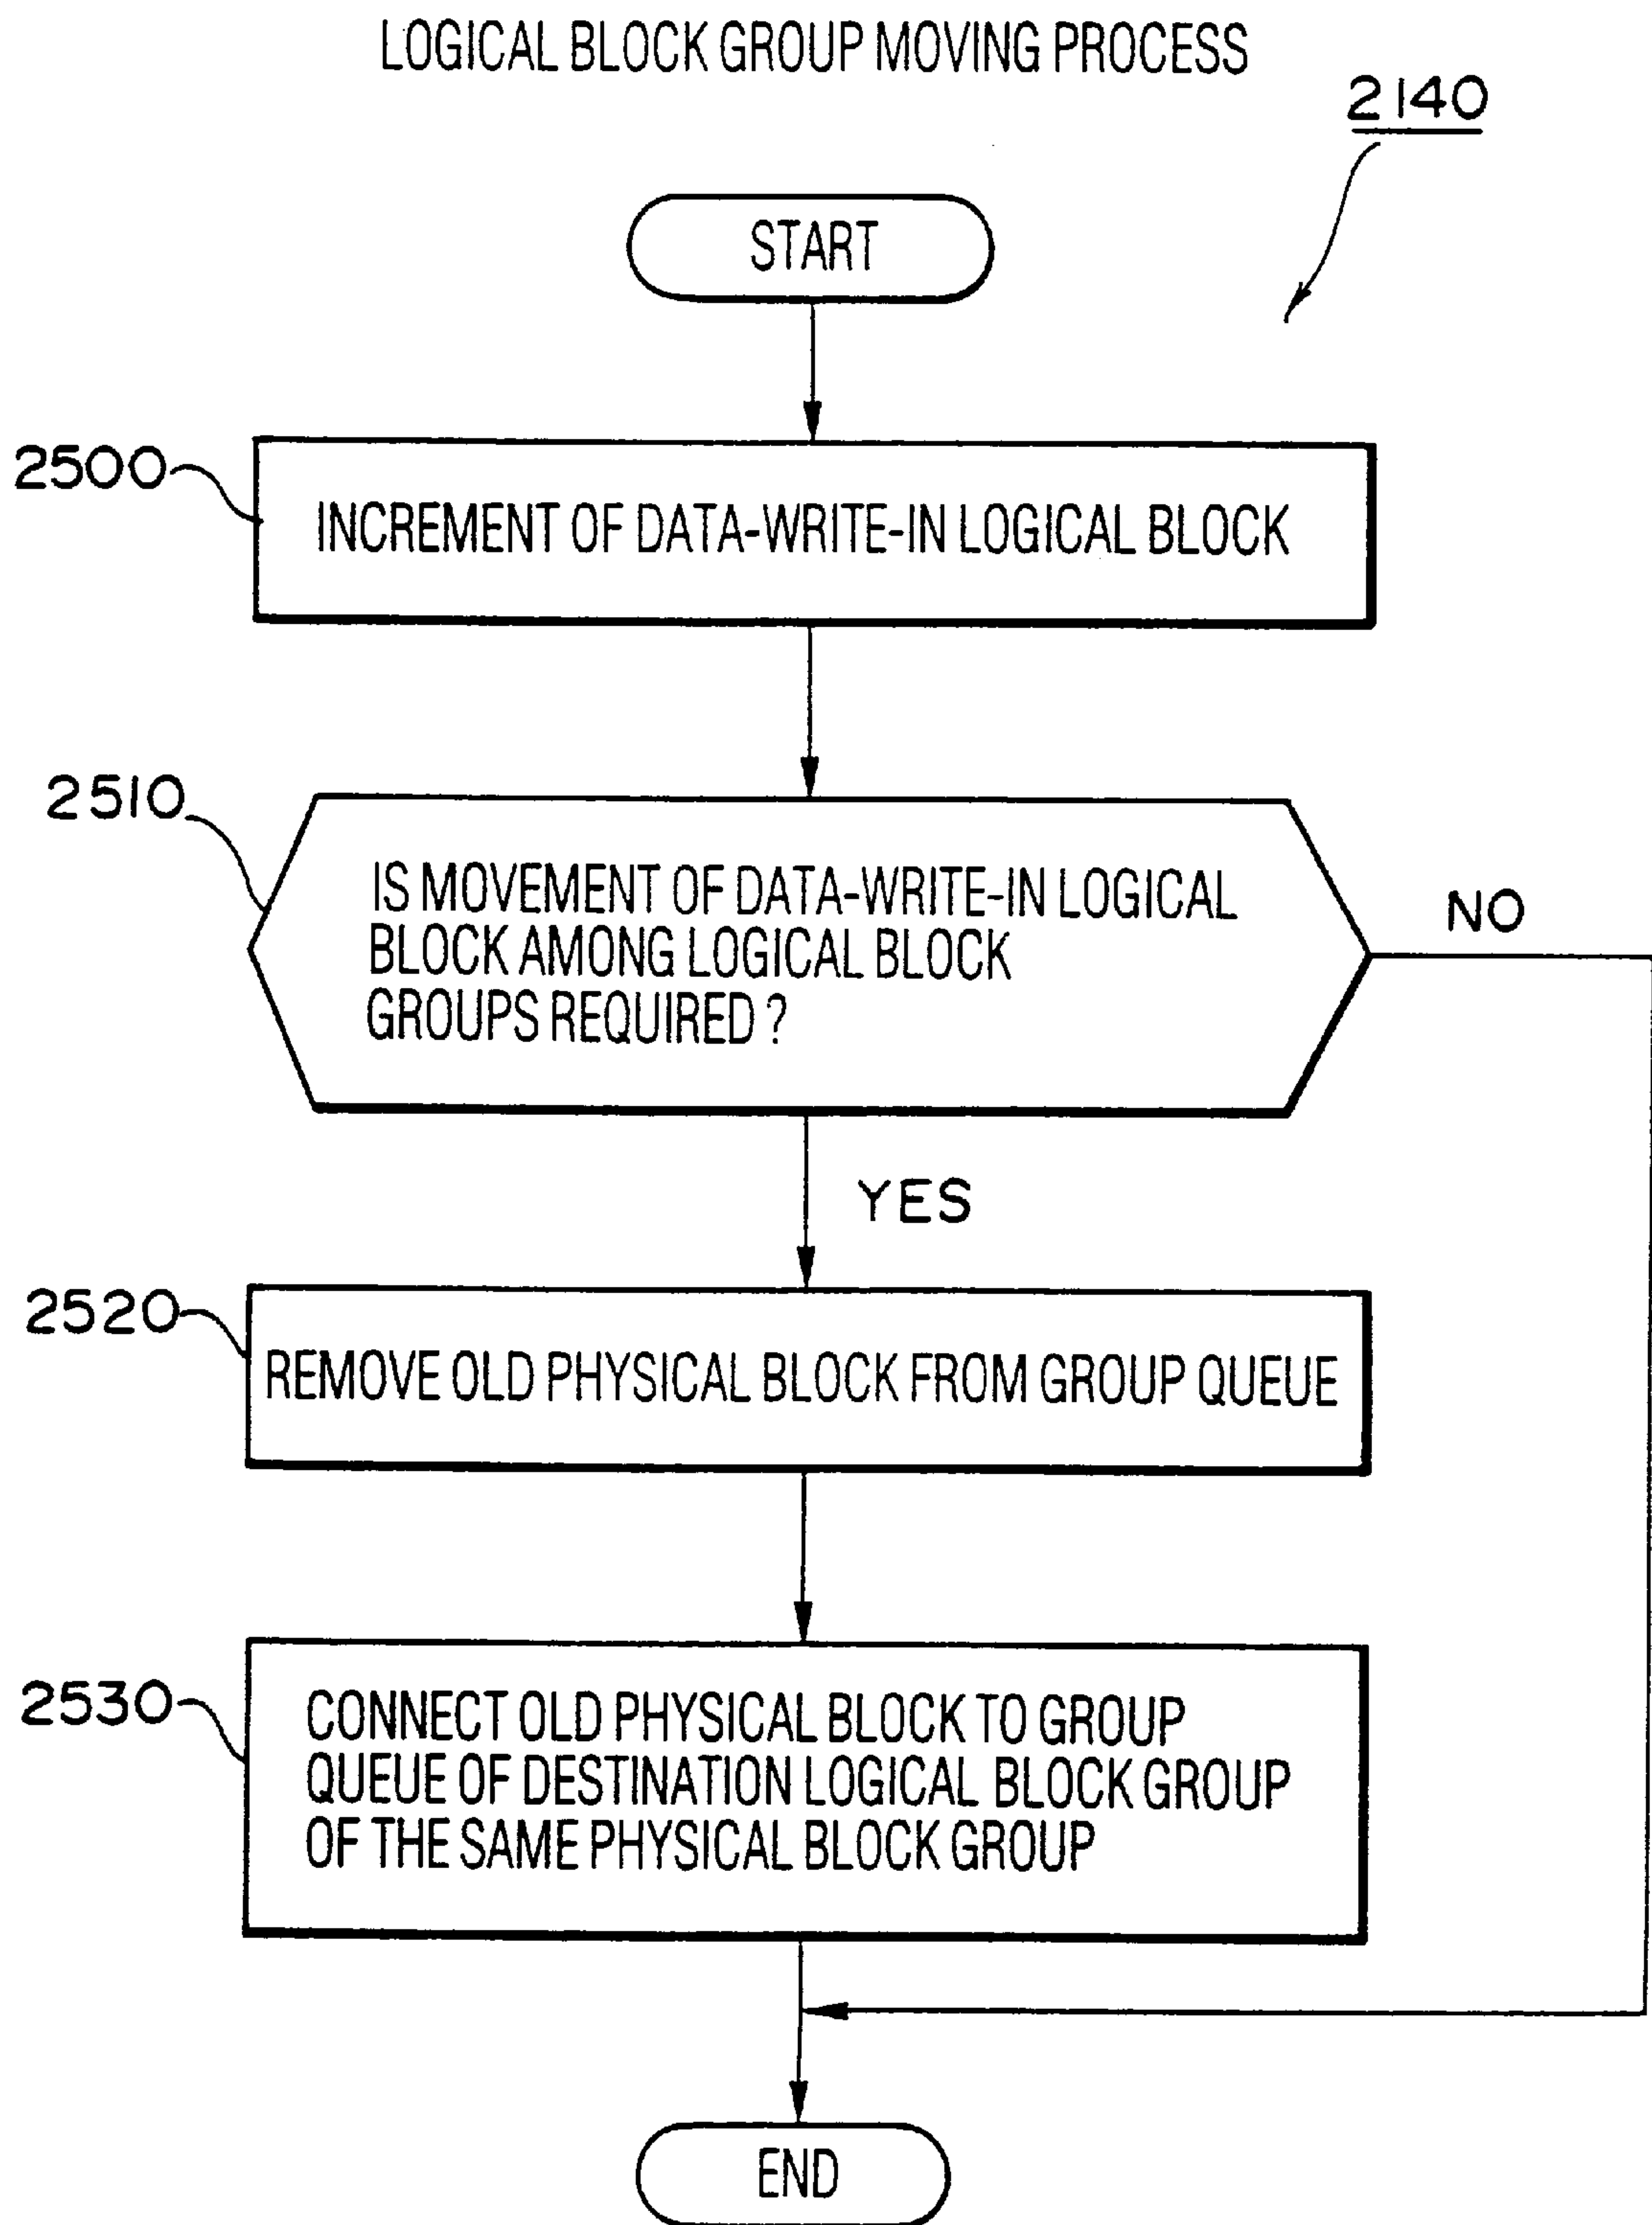 LOGICAL BLOCK GROUP MOVING PROCESS
2140
START
2500
INCREMENT OF DATA-WRITE-IN LOGICAL BLOCK
2510
IS MOVEMENT OF DATA-WRITE-IN LOGICAL
BLOCK AMONG LOGICAL BLOCK
GROUPS REQUIRED ?
NO
YES
2520
REMOVE OLD PHYSICAL BLOCK FROM GROUP QUEUE
2530
CONNECT OLD PHYSICAL BLOCK TO GROUP
QUEUE OF DESTINATION LOGICAL BLOCK GROUP
OF THE SAME PHYSICAL BLOCK GROUP
END